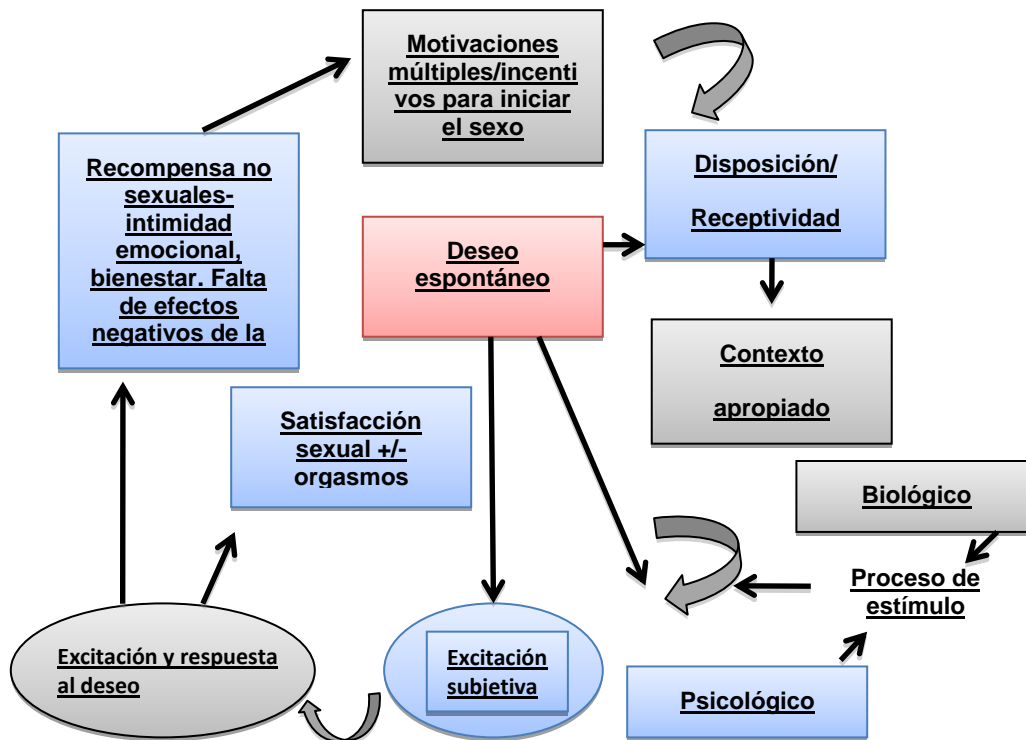 Motivaciones
múltiples/incenti
vos para iniciar
el sexo
Recompensa no
sexuales-
intimidad
emocional,
bienestar. Falta
de efectos
negativos de la
Disposición/
Receptividad
Deseo
espontáneo
Contexto
apropiado
Satisfacción
sexual +/-
orgasmos
Biológico
Proceso de
estímulo
Excitación y respuesta
al deseo
Excitación
subjetiva
Psicológico